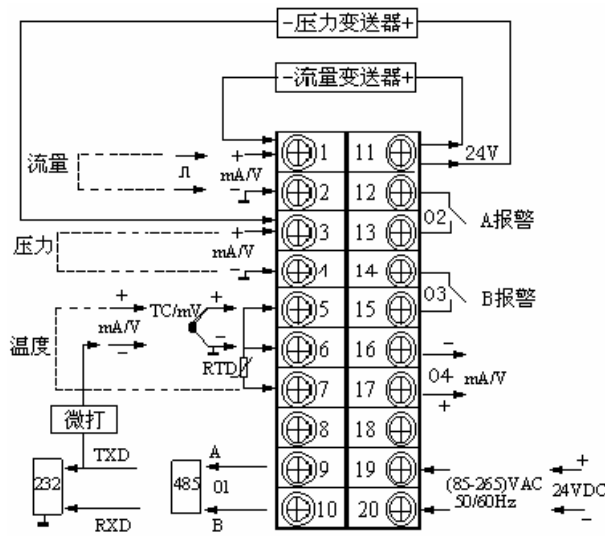 −压力变送器+
−流量变送器+
流量
+
mA/V
−
1
11
24V
2
12
O2
A报警
压力
+
mA/V
−
3
13
4
14
O3
B报警
温度
+
mA/V
−
TC/mV
+
−
RTD
5
15
6
16
−
O4
mA/V
7
17
+
微打
8
18
TXD
232
RXD
485
A
01
B
9
19
(85-265)VAC
50/60Hz
+
24VDC
−
10
20